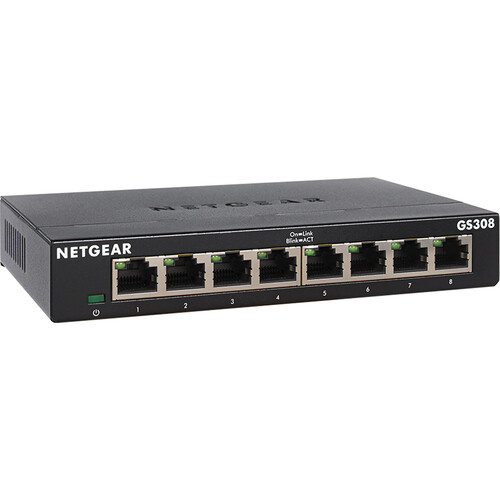 NETGEAR
GS308
On=Link
Blink=ACT
NETGEAR
1 2 3 4 5 6 7 8